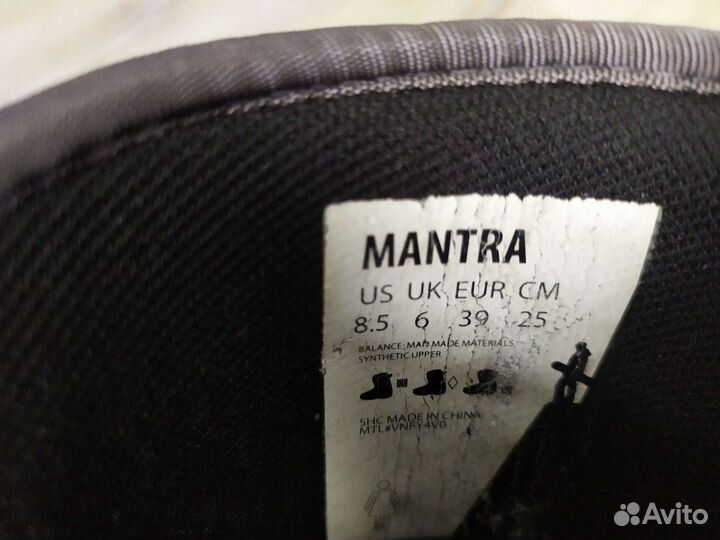 MANTRA
US UK EUR CM
8.5 6 39 25
BALANCE: MAN MADE MATERIALS,
SYNTHETIC UPPER
SHC MADE IN CHINA
MTL#VNFY4V0
Avito